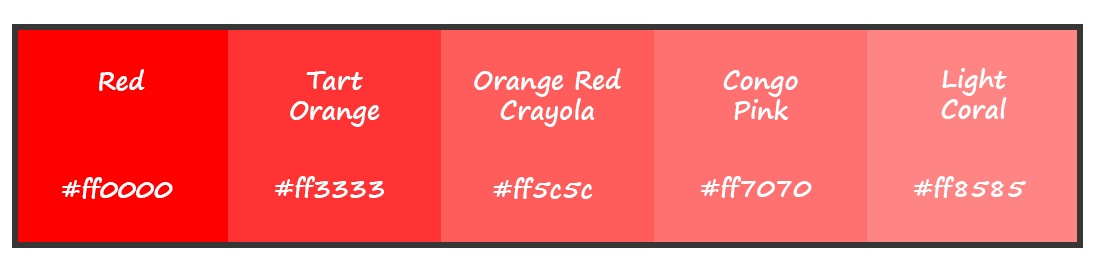 Red
#ff0000
Tart
Orange
#ff3333
Orange Red
Crayola
#ff5c5c
Congo
Pink
#ff7070
Light
Coral
#ff8585